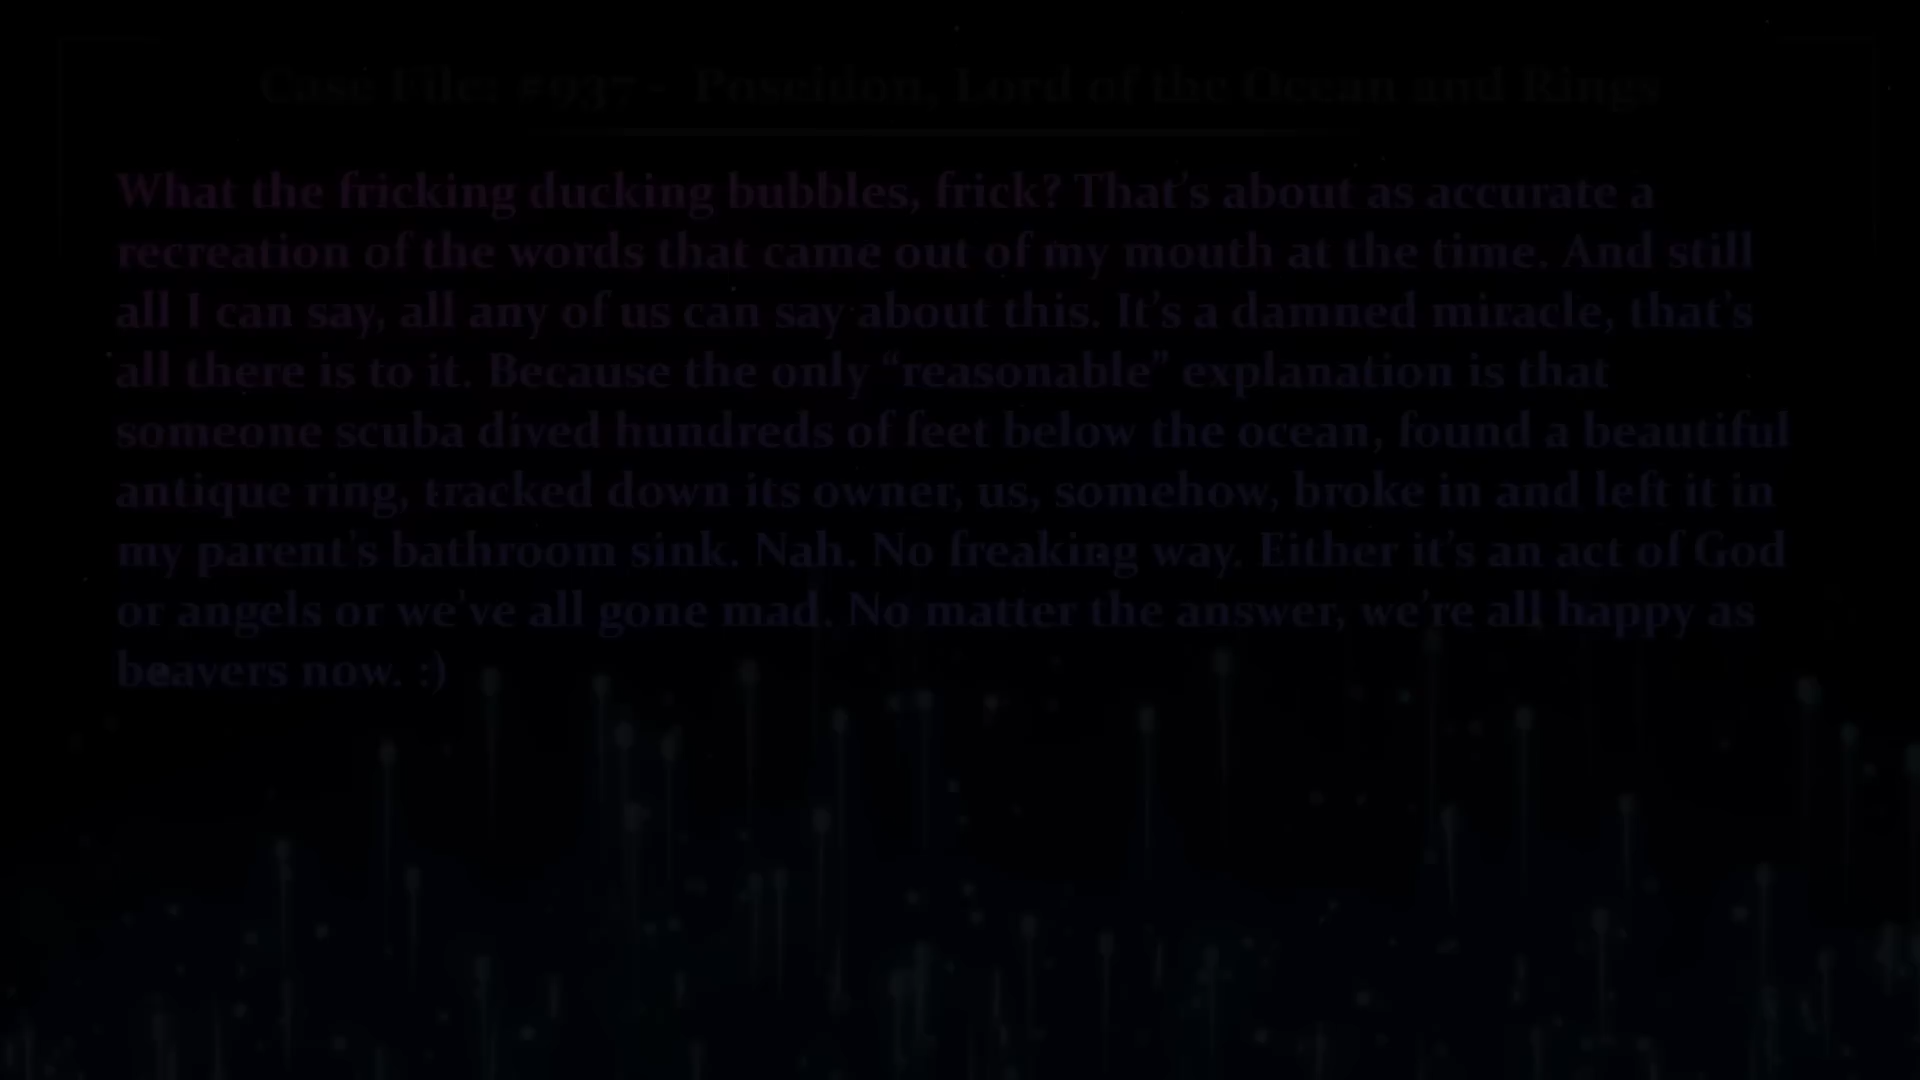 Case File: #937 - Poseidon, Lord of the Ocean and Rings
What the fricking ducking bubbles, frick? That's about as accurate a
recreation of the words that came out of my mouth at the time. And still
all I can say, all any of us can say about this. It's a damned miracle, that's
all there is to it. Because the only “reasonable” explanation is that
someone scuba dived hundreds of feet below the ocean, found a beautiful
antique ring, tracked down its owner, us, somehow, broke in and left it in
my parent's bathroom sink. Nah. No freaking way. Either it's an act of God
or angels or we've all gone mad. No matter the answer, we're all happy as
beavers now. :)